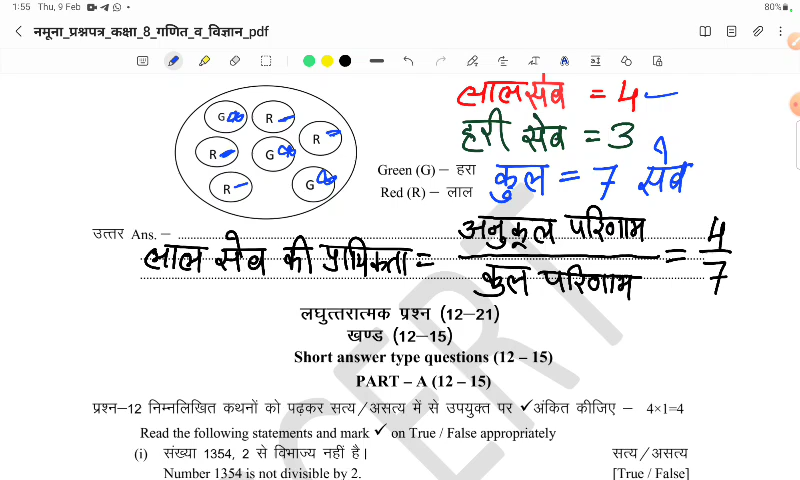 1:55 Thu, 9 Feb
80%
नमूना_प्रश्नपत्र_कक्षा_8_गणित_व_विज्ञान_pdf
लाल सेब = 4
हरी सेब = 3
कुल = 7 सेब
G R
R
R G
R G
Green (G) – हरा
Red (R) – लाल
उत्तर Ans. –
लाल सेब की प्रायिकता = अनुकूल परिणाम / कुल परिणाम = 4/7
लघुत्तरात्मक प्रश्न (12–21)
खण्ड (12–15)
Short answer type questions (12 – 15)
PART – A (12 – 15)
प्रश्न–12 निम्नलिखित कथनों को पढ़कर सत्य/असत्य में से उपयुक्त पर ✓अंकित कीजिए – 4×1=4
Read the following statements and mark ✓ on True / False appropriately
(i) संख्या 1354, 2 से विभाज्य नहीं है। सत्य/असत्य
Number 1354 is not divisible by 2. [True / False]
CERT